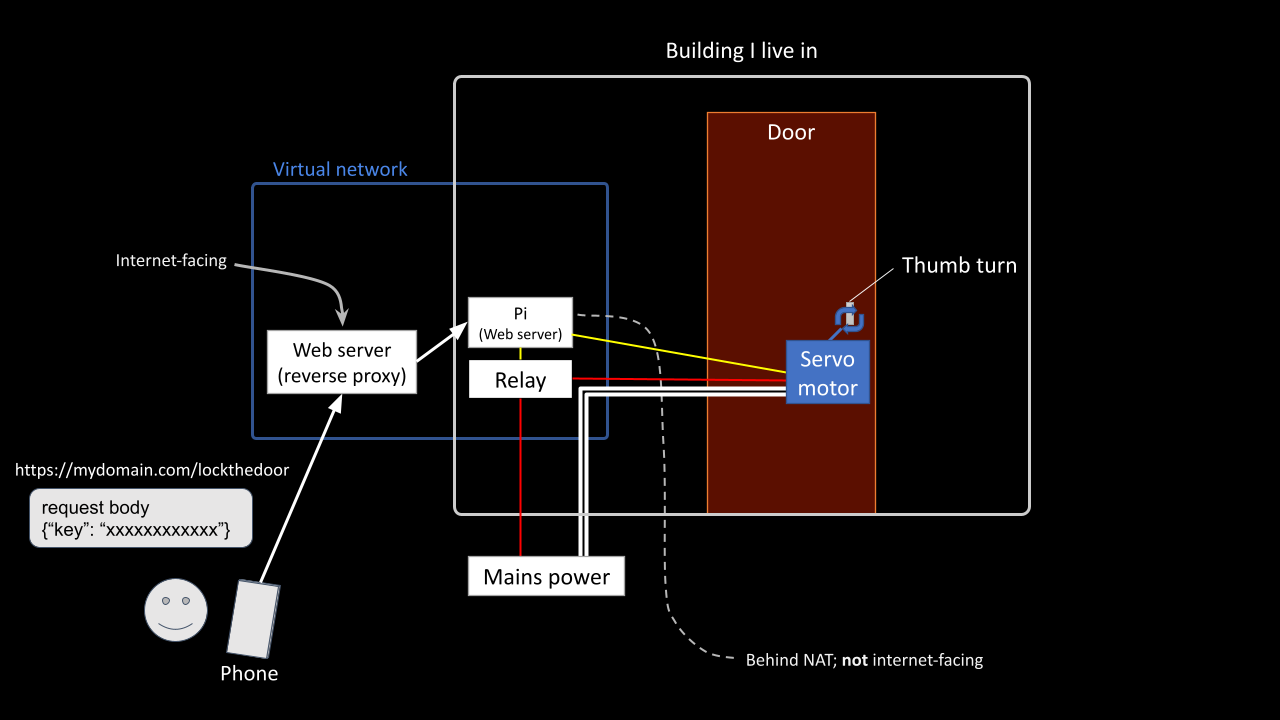 Building I live in
Door
Virtual network
Internet-facing
Thumb turn
Pi
(Web server)
Web server
(reverse proxy)
Relay
Servo
motor
https://mydomain.com/lockthedoor
request body
{“key”: “xxxxxxxxxxxx”}
Mains power
Phone
Behind NAT; not internet-facing